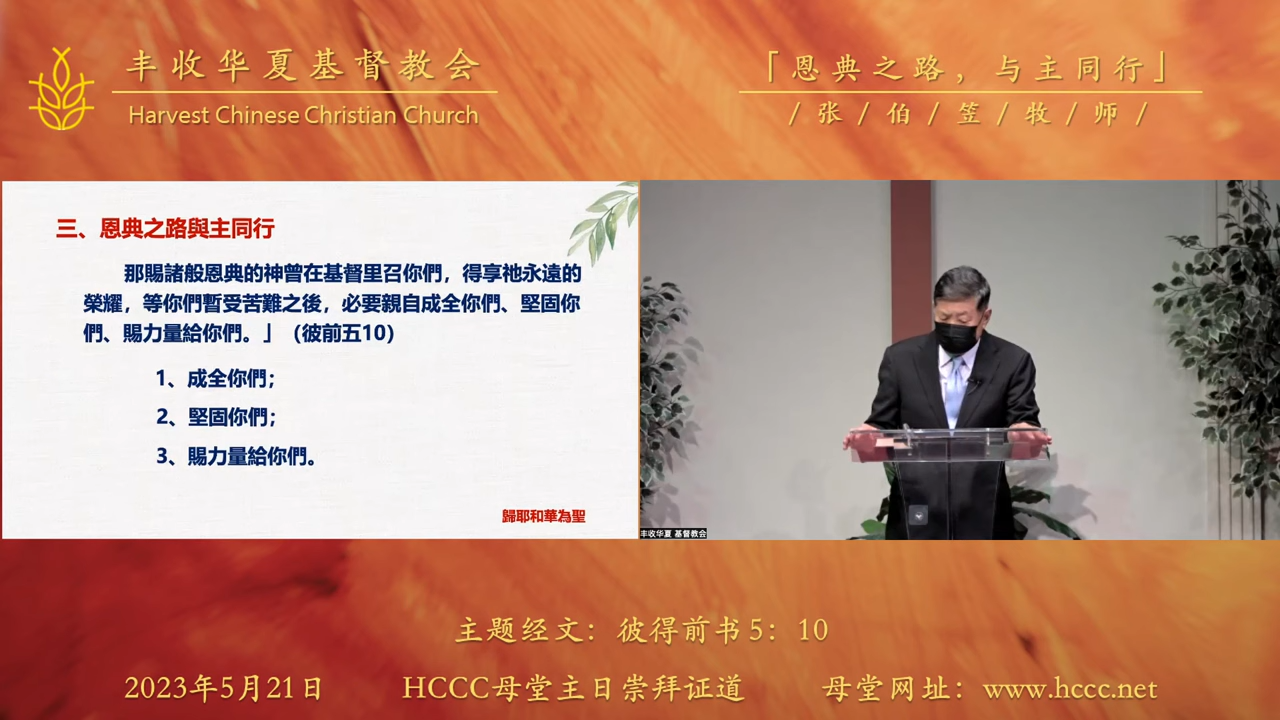 丰收华夏基督教会
Harvest Chinese Christian Church
「恩典之路，与主同行」
/ 张 / 伯 / 笠 / 牧 / 师 /
三、恩典之路與主同行
那賜諸般恩典的神曾在基督里召你們，得享祂永遠的
榮耀，等你們暫受苦難之後，必要親自成全你們、堅固你
們、賜力量給你們。」（彼前五10）
1、成全你們；
2、堅固你們；
3、賜力量給你們。
歸耶和華為聖
丰收华夏 基督教会
主题经文：彼得前书5：10
2023年5月21日 HCCC母堂主日崇拜证道 母堂网址：www.hccc.net